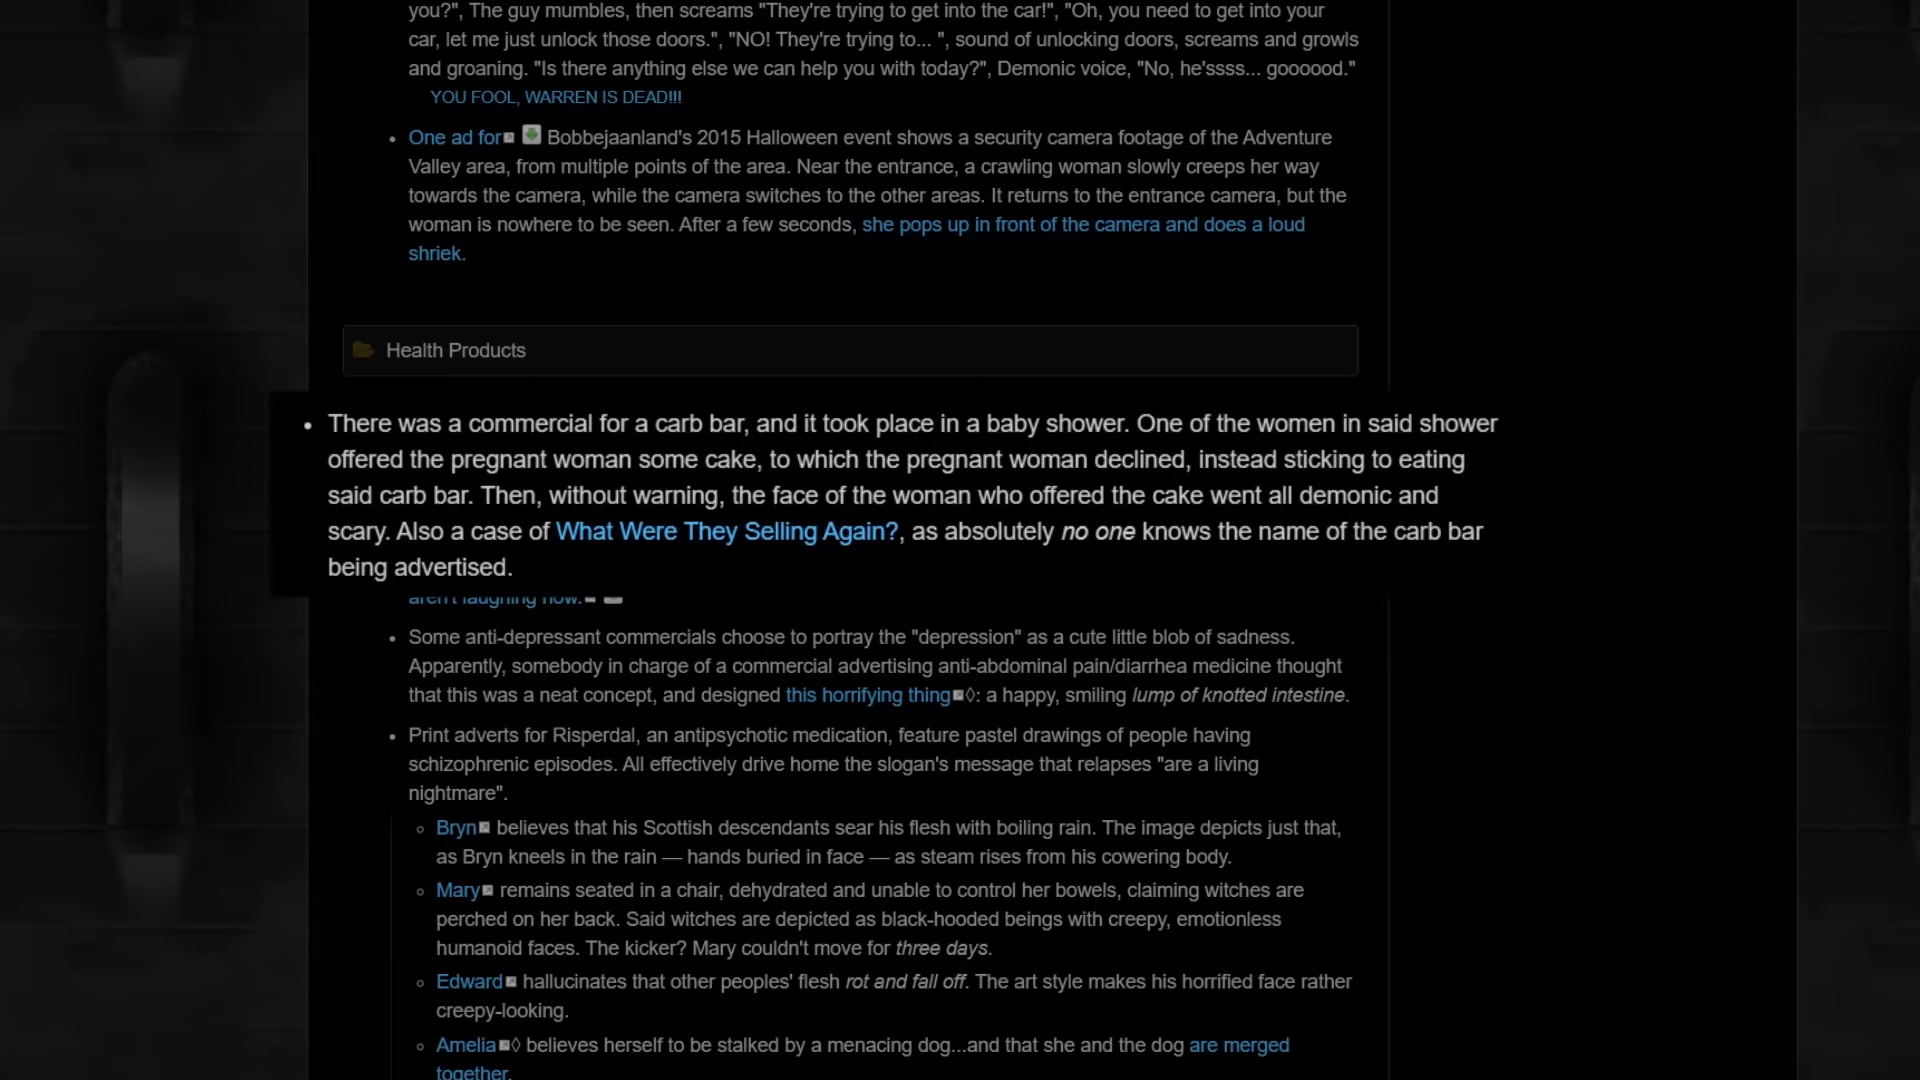 you?", The guy mumbles, then screams "They're trying to get into the car!", "Oh, you need to get into your
car, let me just unlock those doors.", "NO! They're trying to... ", sound of unlocking doors, screams and growls
and groaning. "Is there anything else we can help you with today?", Demonic voice, "No, he'ssss... goooood."
YOU FOOL, WARREN IS DEAD!!!
• One ad for Bobbejaanland's 2015 Halloween event shows a security camera footage of the Adventure
Valley area, from multiple points of the area. Near the entrance, a crawling woman slowly creeps her way
towards the camera, while the camera switches to the other areas. It returns to the entrance camera, but the
woman is nowhere to be seen. After a few seconds, she pops up in front of the camera and does a loud
shriek.
Health Products
• There was a commercial for a carb bar, and it took place in a baby shower. One of the women in said shower
offered the pregnant woman some cake, to which the pregnant woman declined, instead sticking to eating
said carb bar. Then, without warning, the face of the woman who offered the cake went all demonic and
scary. Also a case of What Were They Selling Again?, as absolutely no one knows the name of the carb bar
being advertised.
aren't laughing now.
• Some anti-depressant commercials choose to portray the "depression" as a cute little blob of sadness.
Apparently, somebody in charge of a commercial advertising anti-abdominal pain/diarrhea medicine thought
that this was a neat concept, and designed this horrifying thing◊: a happy, smiling lump of knotted intestine.
• Print adverts for Risperdal, an antipsychotic medication, feature pastel drawings of people having
schizophrenic episodes. All effectively drive home the slogan's message that relapses "are a living
nightmare".
◦ Bryn believes that his Scottish descendants sear his flesh with boiling rain. The image depicts just that,
as Bryn kneels in the rain — hands buried in face — as steam rises from his cowering body.
◦ Mary remains seated in a chair, dehydrated and unable to control her bowels, claiming witches are
perched on her back. Said witches are depicted as black-hooded beings with creepy, emotionless
humanoid faces. The kicker? Mary couldn't move for three days.
◦ Edward hallucinates that other peoples' flesh rot and fall off. The art style makes his horrified face rather
creepy-looking.
◦ Amelia◊ believes herself to be stalked by a menacing dog...and that she and the dog are merged
together.